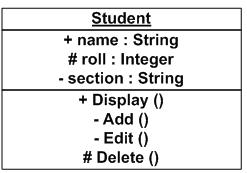 Student
+ name : String
# roll : Integer
- section : String
+ Display ()
- Add ()
- Edit ()
# Delete ()